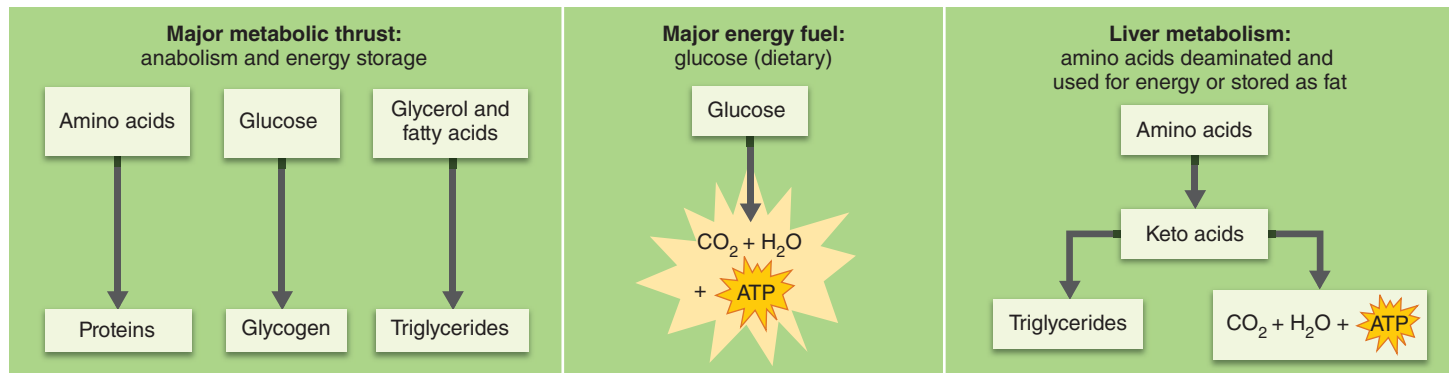 Major metabolic thrust:
anabolism and energy storage
Amino acids
Glucose
Glycerol and
fatty acids
Proteins
Glycogen
Triglycerides
Major energy fuel:
glucose (dietary)
Glucose
CO₂ + H₂O
+ ATP
Liver metabolism:
amino acids deaminated and
used for energy or stored as fat
Amino acids
Keto acids
Triglycerides
CO₂ + H₂O + ATP